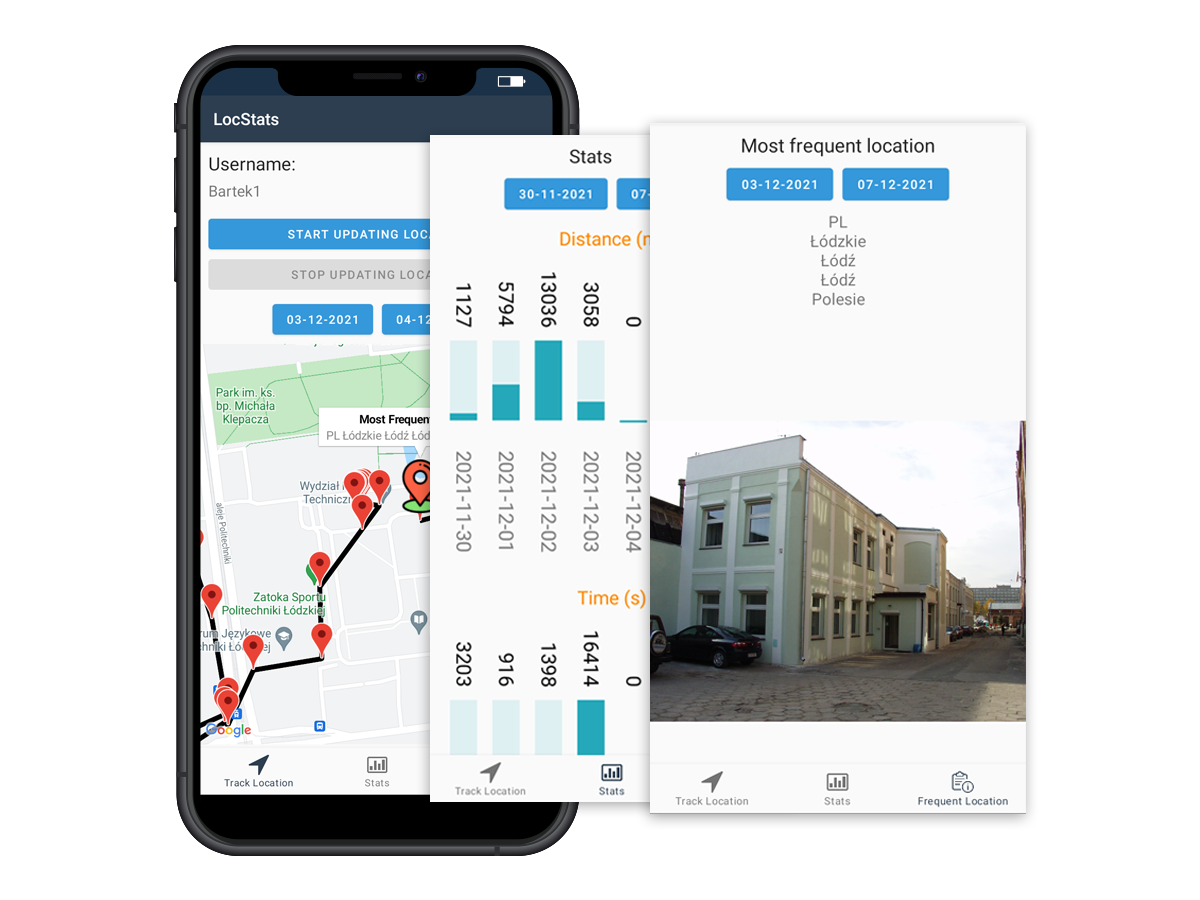 LocStats
Username:
Bartek1
START UPDATING LOC
STOP UPDATING LOCA
03-12-2021
04-12
Park im. ks.
bp. Michała
Klepacza
Most Frequen
PL Łódzkie Łódź Łód
Wydział
Techniczn
aleje Politechniki
Zatoka Sportu
Politechniki Łódzkiej
rum Językowe
chniki Łó
Google
Track Location
Stats
Stats
30-11-2021
07-
Distance (m
1127
5794
13036
3058
0
2021-11-30
2021-12-01
2021-12-02
2021-12-03
2021-12-04
Time (s)
3203
916
1398
16414
0
Track Location
Stats
Most frequent location
03-12-2021
07-12-2021
PL
Łódzkie
Łódź
Łódź
Polesie
Track Location
Stats
Frequent Location